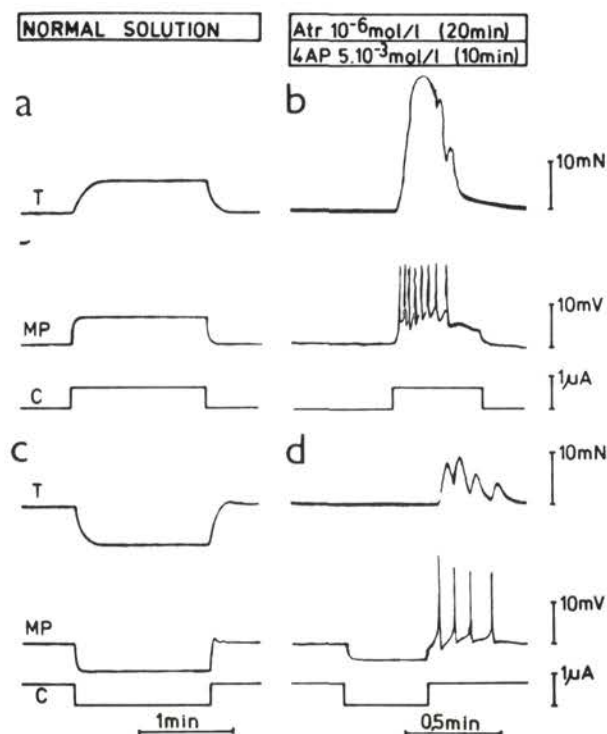 NORMAL SOLUTION
Atr 10⁻⁶mol/l (20min)
4AP 5.10⁻³mol/l (10min)
a
b
T
10mN
MP
10mV
C
1µA
c
d
T
10mN
MP
10mV
C
1µA
1min
0,5min